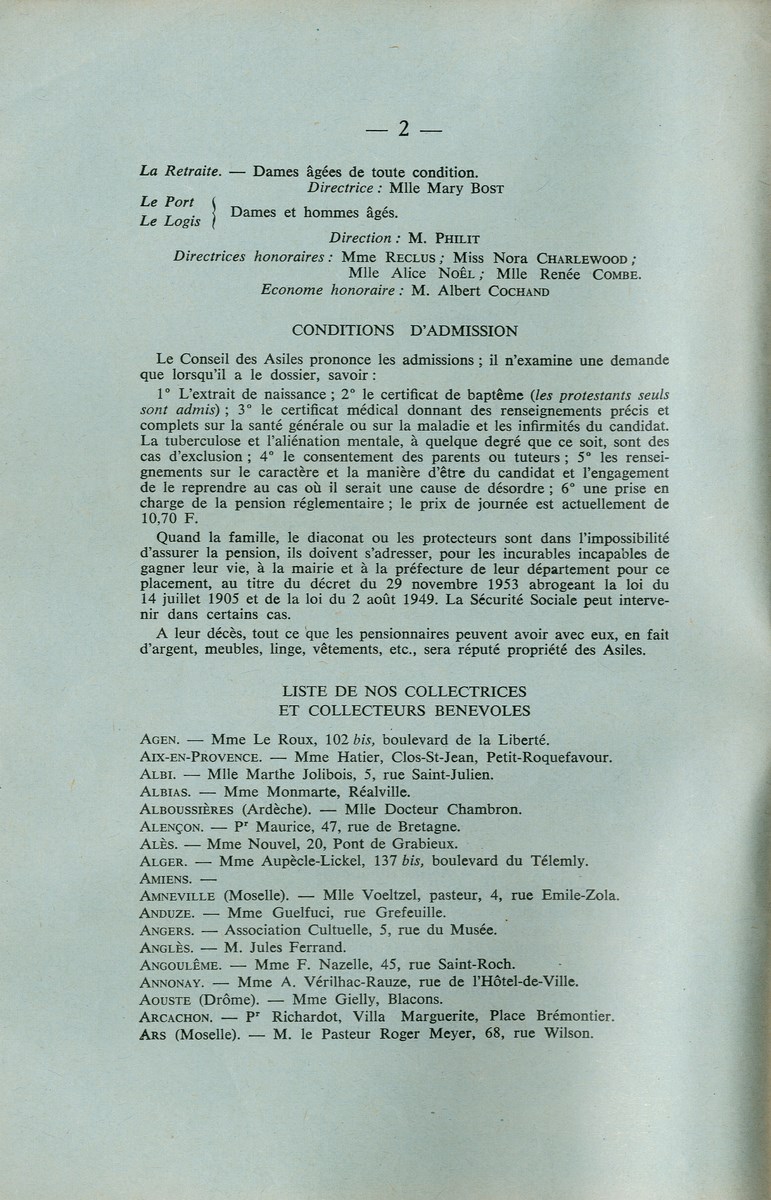 — 2 —
La Retraite. — Dames âgées de toute condition.
Directrice : Mlle Mary BOST
Le Port
Le Logis
Dames et hommes âgés.
Direction : M. PHILIT
Directrices honoraires : Mme RECLUS ; Miss Nora CHARLEWOOD ;
Mlle Alice NOÊL ; Mlle Renée COMBE.
Econome honoraire : M. Albert COCHAND
CONDITIONS D'ADMISSION
Le Conseil des Asiles prononce les admissions ; il n'examine une demande
que lorsqu'il a le dossier, savoir :
1° L'extrait de naissance ; 2° le certificat de baptême (les protestants seuls
sont admis) ; 3° le certificat médical donnant des renseignements précis et
complets sur la santé générale ou sur la maladie et les infirmités du candidat.
La tuberculose et l'aliénation mentale, à quelque degré que ce soit, sont des
cas d'exclusion ; 4° le consentement des parents ou tuteurs ; 5° les rensei-
gnements sur le caractère et la manière d'être du candidat et l'engagement
de le reprendre au cas où il serait une cause de désordre ; 6° une prise en
charge de la pension réglementaire ; le prix de journée est actuellement de
10,70 F.
Quand la famille, le diaconat ou les protecteurs sont dans l'impossibilité
d'assurer la pension, ils doivent s'adresser, pour les incurables incapables de
gagner leur vie, à la mairie et à la préfecture de leur département pour ce
placement, au titre du décret du 29 novembre 1953 abrogeant la loi du
14 juillet 1905 et de la loi du 2 août 1949. La Sécurité Sociale peut interve-
nir dans certains cas.
A leur décès, tout ce que les pensionnaires peuvent avoir avec eux, en fait
d'argent, meubles, linge, vêtements, etc., sera réputé propriété des Asiles.
LISTE DE NOS COLLECTRICES
ET COLLECTEURS BENEVOLES
AGEN. — Mme Le Roux, 102 bis, boulevard de la Liberté.
AIX-EN-PROVENCE. — Mme Hatier, Clos-St-Jean, Petit-Roquefavour.
ALBI. — Mlle Marthe Jolibois, 5, rue Saint-Julien.
ALBIAS. — Mme Monmarte, Réalville.
ALBOUSSIÈRES (Ardèche). — Mlle Docteur Chambron.
ALENÇON. — Pr Maurice, 47, rue de Bretagne.
ALÈS. — Mme Nouvel, 20, Pont de Grabieux.
ALGER. — Mme Aupècle-Lickel, 137 bis, boulevard du Télemly.
AMIENS. —
AMNEVILLE (Moselle). — Mlle Voeltzel, pasteur, 4, rue Emile-Zola.
ANDUZE. — Mme Guelfuci, rue Grefeuille.
ANGERS. — Association Cultuelle, 5, rue du Musée.
ANGLÈS. — M. Jules Ferrand.
ANGOULÊME. — Mme F. Nazelle, 45, rue Saint-Roch.
ANNONAY. — Mme A. Vérilhac-Rauze, rue de l'Hôtel-de-Ville.
AOUSTE (Drôme). — Mme Gielly, Blacons.
ARCACHON. — Pr Richardot, Villa Marguerite, Place Brémontier.
ARS (Moselle). — M. le Pasteur Roger Meyer, 68, rue Wilson.